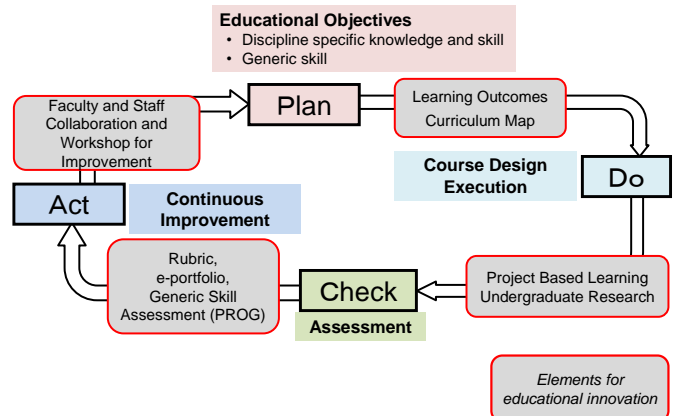 Educational Objectives
• Discipline specific knowledge and skill
• Generic skill
Plan
Learning Outcomes
Curriculum Map
Course Design
Execution
Do
Project Based Learning
Undergraduate Research
Check
Assessment
Rubric,
e-portfolio,
Generic Skill
Assessment (PROG)
Act
Continuous
Improvement
Faculty and Staff
Collaboration and
Workshop for
Improvement
Elements for
educational innovation